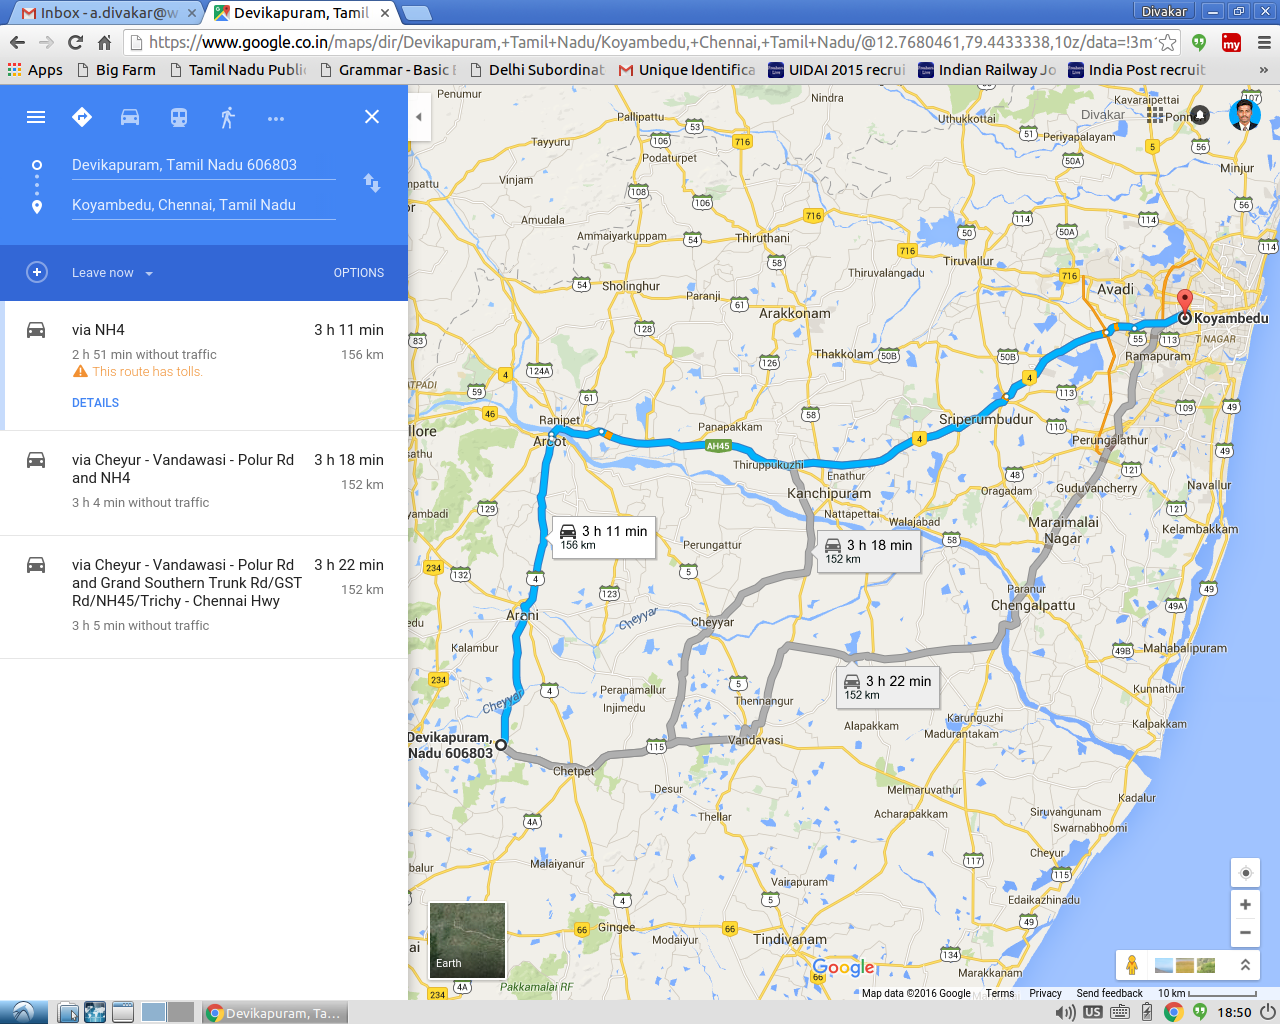 Inbox - a.divakar@w
Devikapuram, Tamil
Divakar
https://www.google.co.in/maps/dir/Devikapuram,+Tamil+Nadu/Koyambedu,+Chennai,+Tamil+Nadu/@12.7680461,79.4433338,10z/data=!3m
my
Apps
Big Farm
Tamil Nadu Publi
Grammar - Basic E
Delhi Subordinat
Unique Identifica
UIDAI 2015 recrui
Indian Railway Jo
India Post recruit
»
Devikapuram, Tamil Nadu 606803
Koyambedu, Chennai, Tamil Nadu
Leave now
OPTIONS
via NH4
3 h 11 min
2 h 51 min without traffic
156 km
This route has tolls.
DETAILS
via Cheyur - Vandawasi - Polur Rd and NH4
3 h 18 min
152 km
3 h 4 min without traffic
via Cheyur - Vandawasi - Polur Rd and Grand Southern Trunk Rd/GST Rd/NH45/Trichy - Chennai Hwy
3 h 22 min
152 km
3 h 5 min without traffic
Penumur
Nindra
Kavaraipettai
Divakar
Pallipattu
Uthukkottai
Periyapalayam
Tayyuru
Podaturpet
Minjur
Vinjam
Amudala
Ammaiyarkuppam
Thiruthani
Tiruvallur
Thiruvalangadu
Sholinghur
Paranji
Arakkonam
Avadi
Koyambedu
T NAGAR
Thakkolam
Ramapuram
Ranipet
Arcot
Panapakkam
AH45
Thiruppukuzhi
Sriperumbudur
Perungalathur
Kanchipuram
Oragadam
Guduvancherry
Navallur
Nattapettai
Walajabad
Maraimalai Nagar
Kelambakkam
3 h 11 min
156 km
3 h 18 min
152 km
Perungattur
Arani
Cheyyar
Cheyyar
Paranur
Chengalpattu
Kalambur
Mahabalipuram
3 h 22 min
152 km
Peranamallur
Injimedu
Thennangur
Kunnathur
Cheyyar
Alapakkam
Karunguzhi
Madurantakam
Kalpakkam
Devikapuram,
Nadu 606803
Vandavasi
Chetpet
Desur
Melmaruvathur
Kadalur
Thellar
Acharapakkam
Siruvangunam
Swarnabhoomi
Malaiyanur
Cheyur
Vairapuram
Edaikazhinadu
Gingee
Modaiyur
Tindivanam
Marakkanam
Pakkamalai RF
Earth
Google
Map data ©2016 Google
Terms
Privacy
Send feedback
10 km
Devikapuram, Ta...
US
18:50